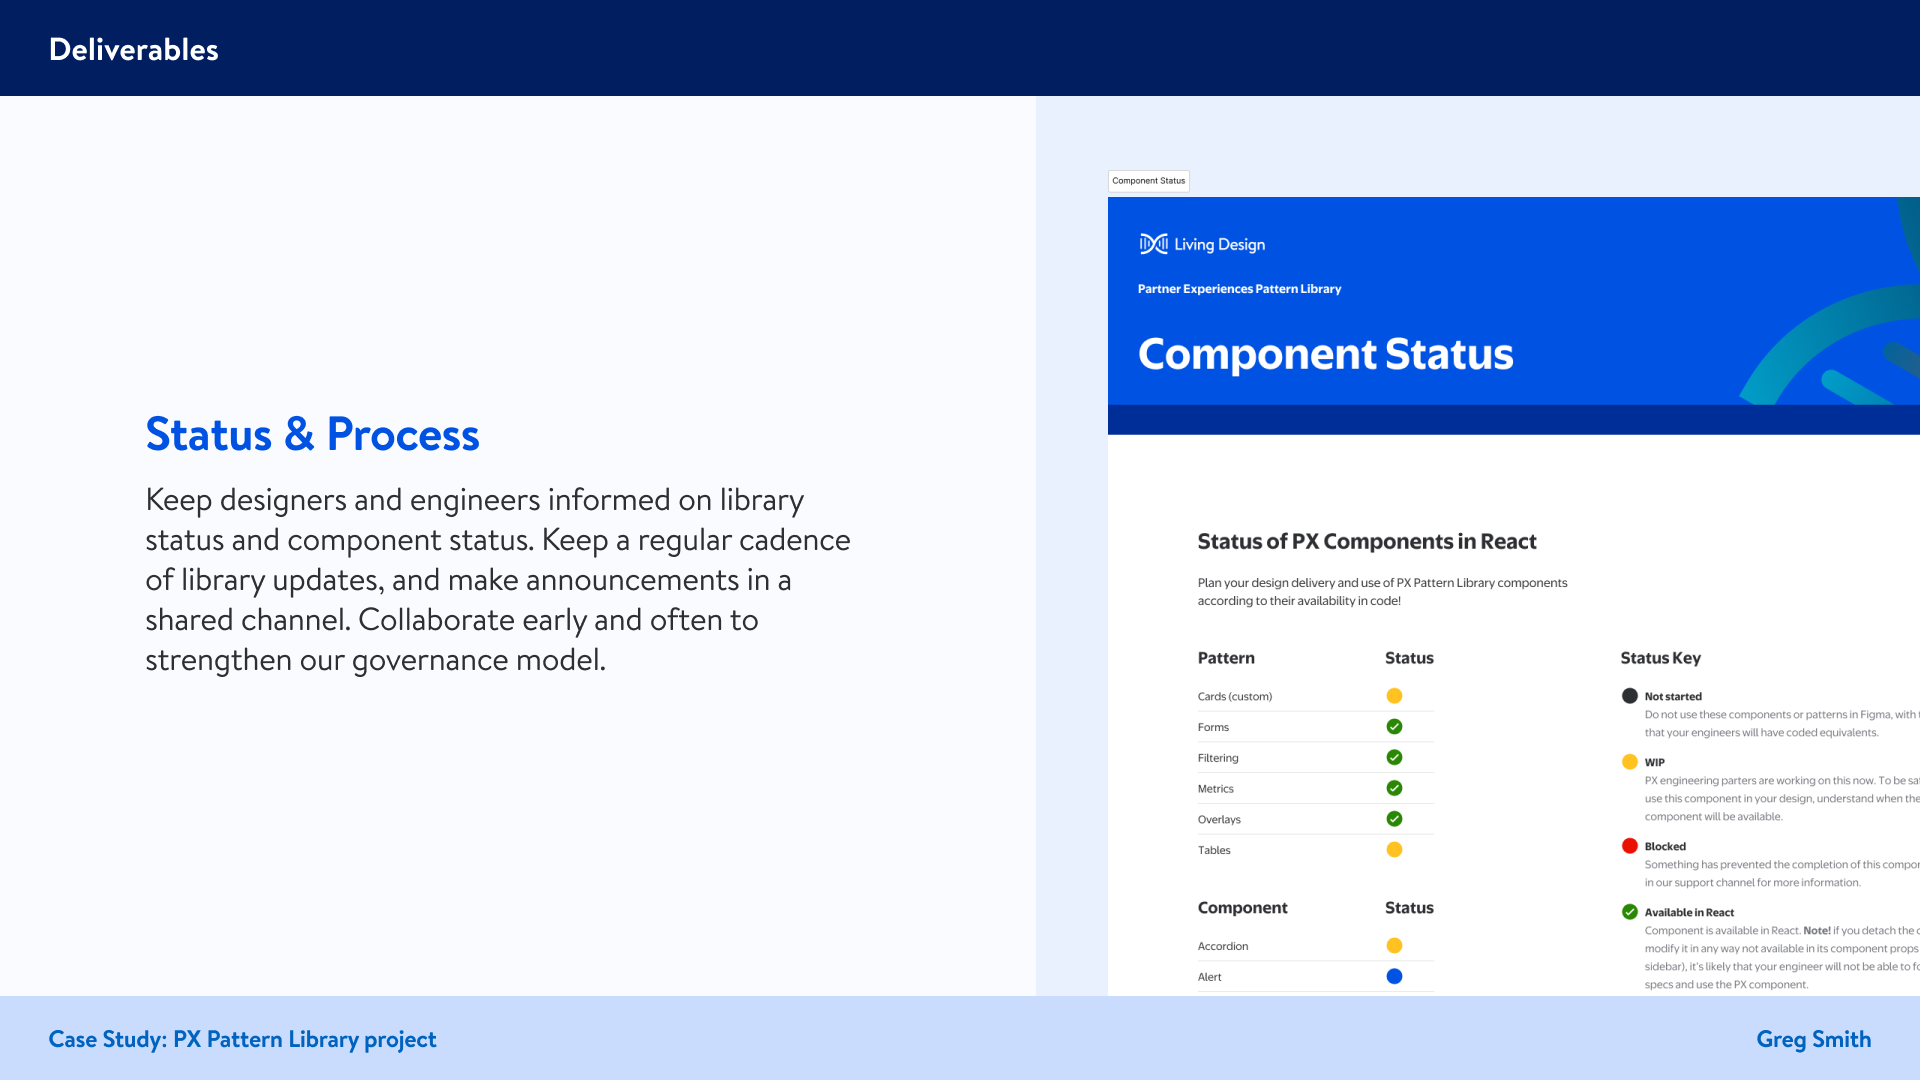 Deliverables
Status & Process
Keep designers and engineers informed on library
status and component status. Keep a regular cadence
of library updates, and make announcements in a
shared channel. Collaborate early and often to
strengthen our governance model.
Component Status
Living Design
Partner Experiences Pattern Library
Component Status
Status of PX Components in React
Plan your design delivery and use of PX Pattern Library components
according to their availability in code!
Pattern Status
Cards (custom)
Forms
Filtering
Metrics
Overlays
Tables
Component Status
Accordion
Alert
Status Key
Not started
Do not use these components or patterns in Figma, with
that your engineers will have coded equivalents.
WIP
PX engineering parters are working on this now. To be
use this component in your design, understand when the
component will be available.
Blocked
Something has prevented the completion of this
in our support channel for more information.
Available in React
Component is available in React. Note! if you detach the
modify it in any way not available in its component props
sidebar), it's likely that your engineer will not be able to
specs and use the PX component.
Case Study: PX Pattern Library project
Greg Smith